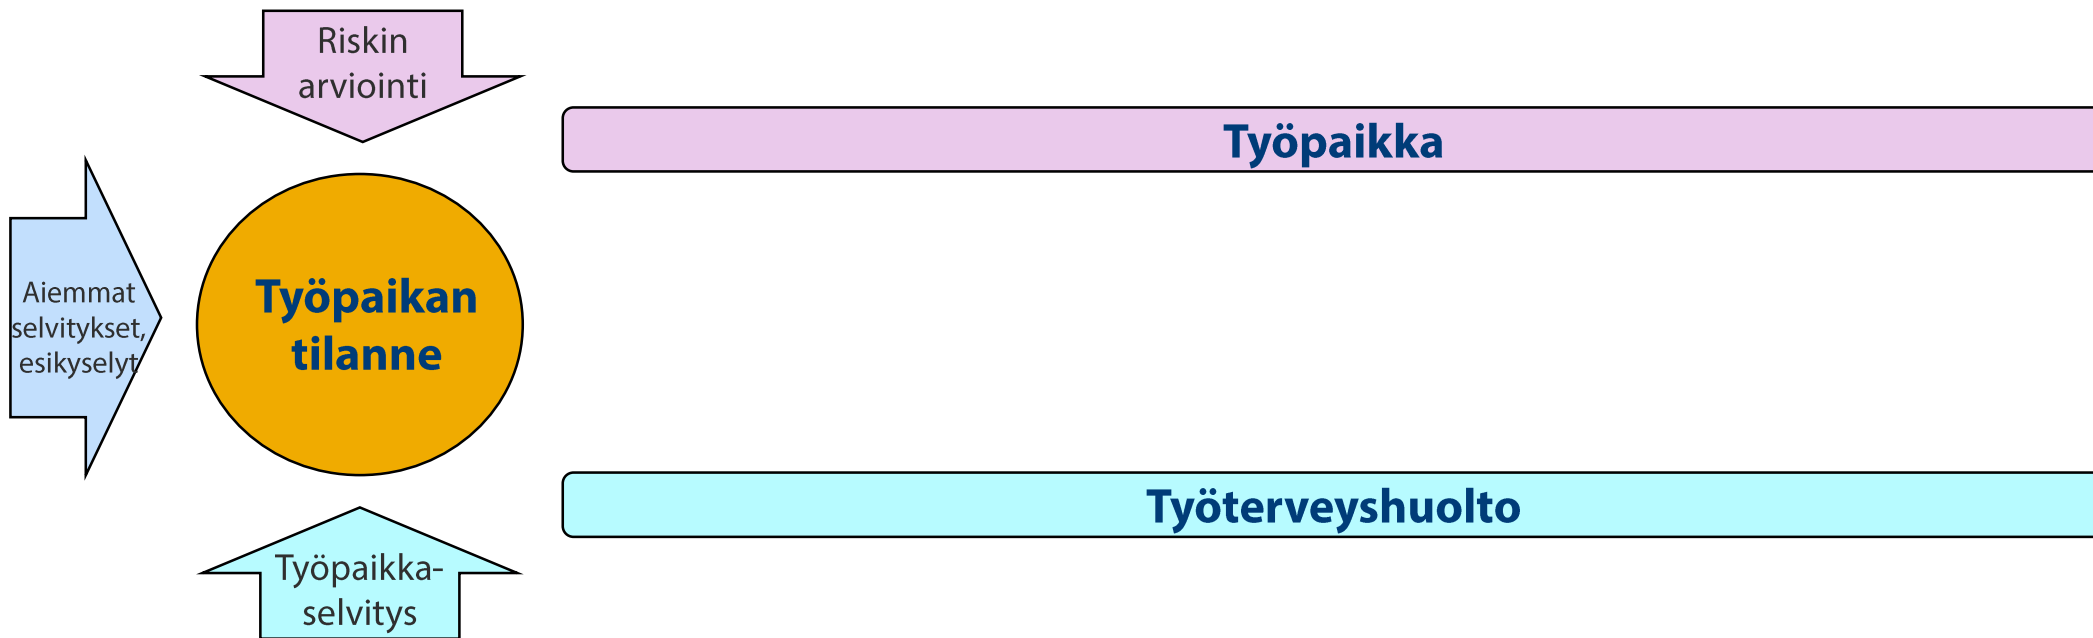 Riskin
arviointi
Työpaikka
Aiemmat
selvitykset,
esikyselyt
Työpaikan
tilanne
Työterveyshuolto
Työpaikka-
selvitys